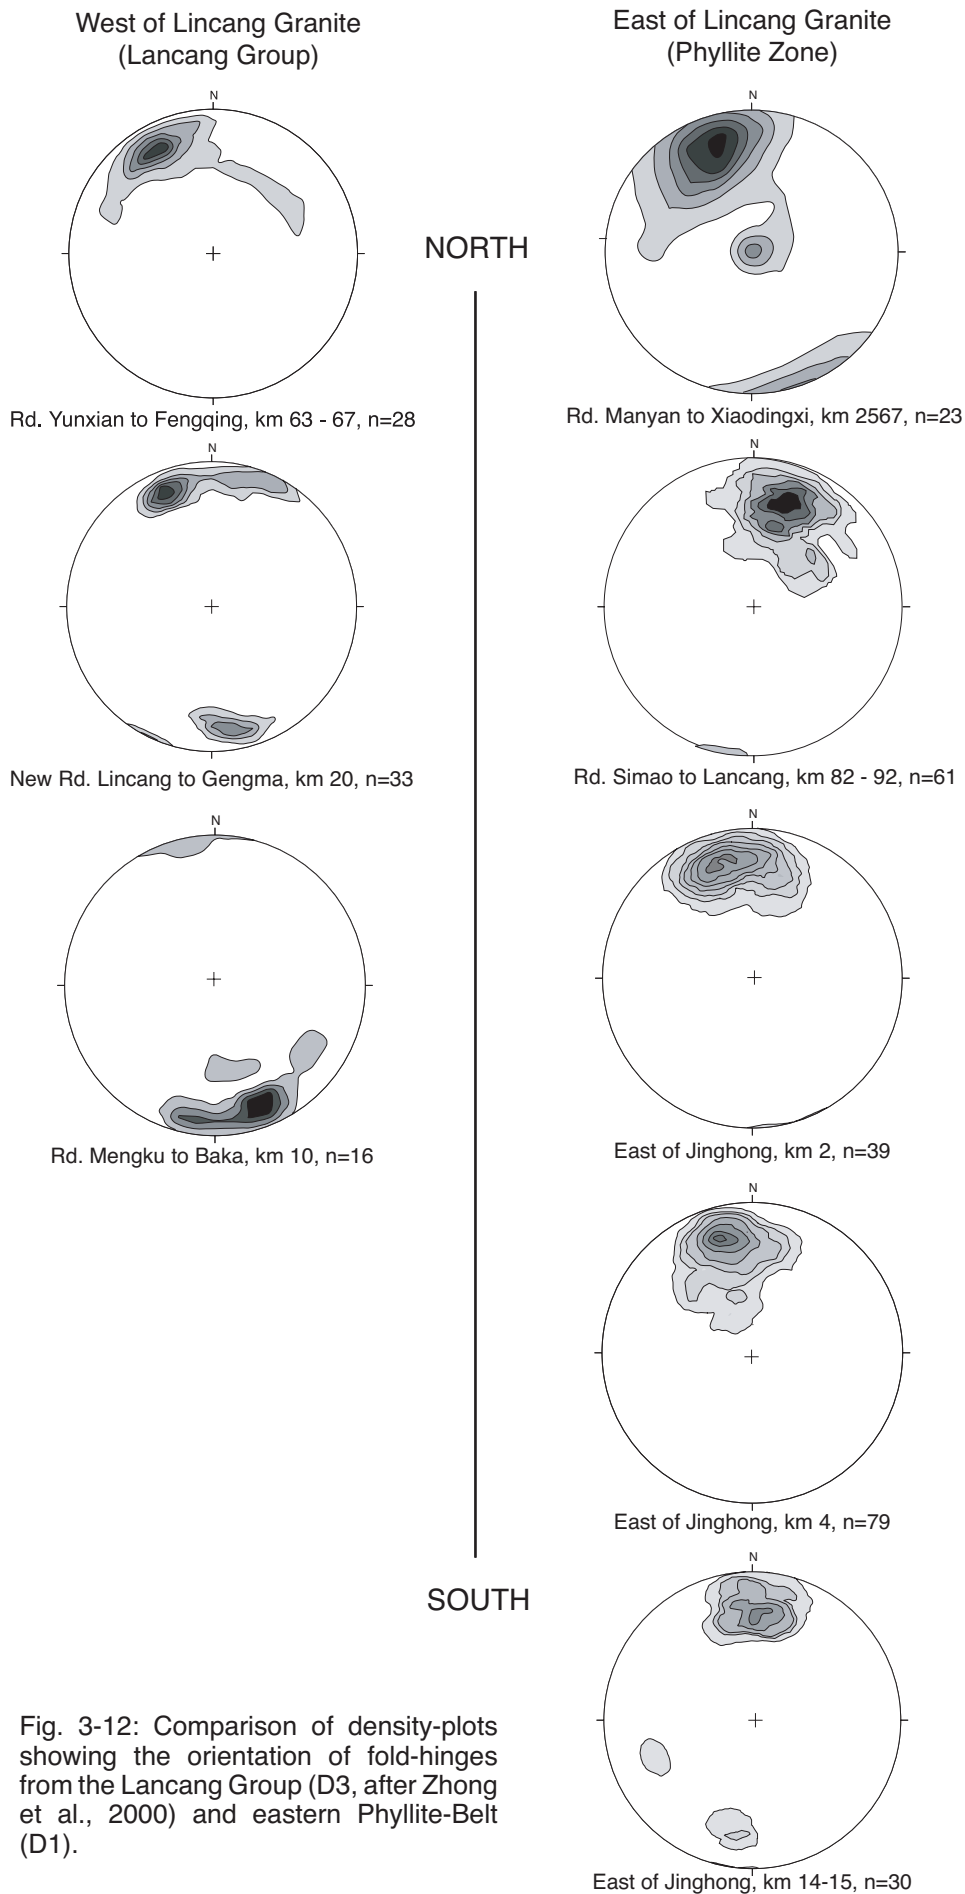 West of Lincang Granite
(Lancang Group)
East of Lincang Granite
(Phyllite Zone)
N
N
NORTH
Rd. Yunxian to Fengqing, km 63 - 67, n=28
Rd. Manyan to Xiaodingxi, km 2567, n=23
N
N
New Rd. Lincang to Gengma, km 20, n=33
Rd. Simao to Lancang, km 82 - 92, n=61
N
N
Rd. Mengku to Baka, km 10, n=16
East of Jinghong, km 2, n=39
N
East of Jinghong, km 4, n=79
N
SOUTH
East of Jinghong, km 14-15, n=30
Fig. 3-12: Comparison of density-plots
showing the orientation of fold-hinges
from the Lancang Group (D3, after Zhong
et al., 2000) and eastern Phyllite-Belt
(D1).